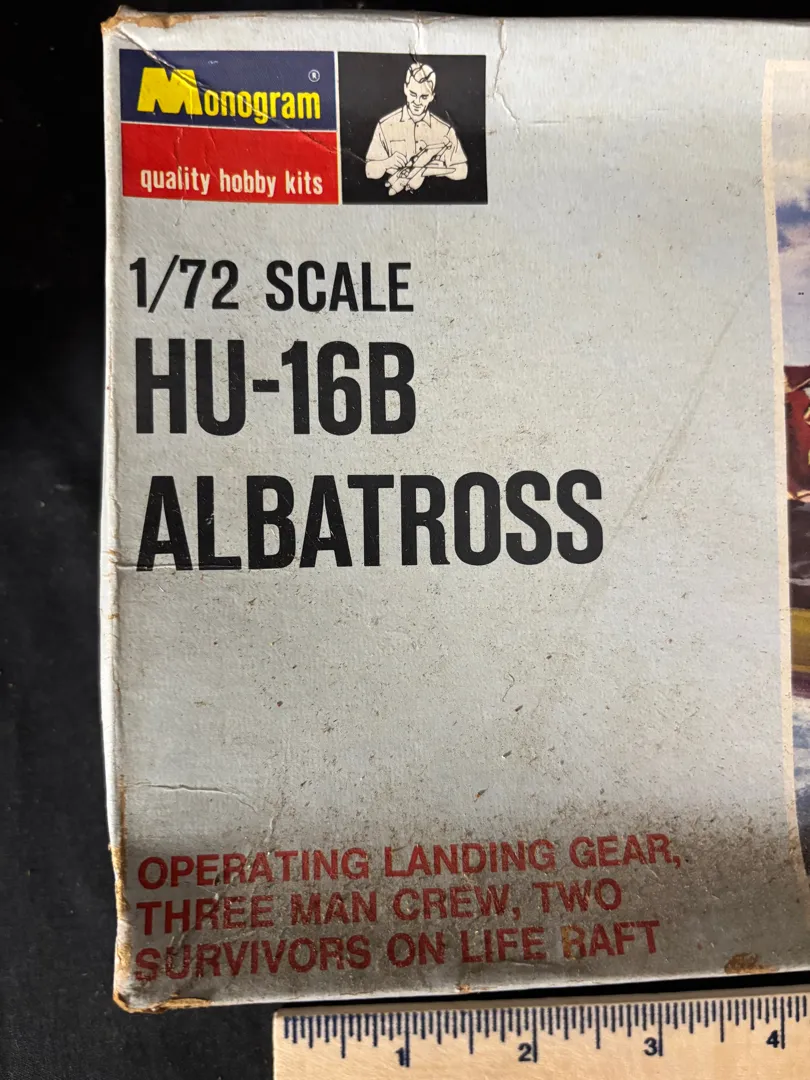 Monogram®
quality hobby kits
1/72 SCALE
HU-16B
ALBATROSS
OPERATING LANDING GEAR,
THREE MAN CREW, TWO
SURVIVORS ON LIFE RAFT
1 2 3 4